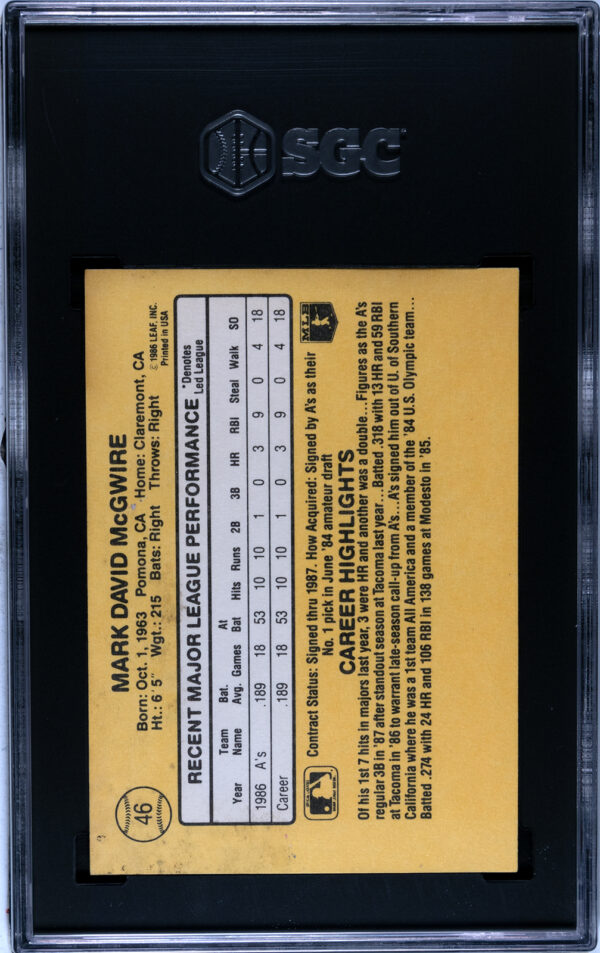 SGC
46
MARK DAVID McGWIRE
Born: Oct. 1, 1963 Pomona, CA Home: Claremont, CA
Ht.: 6′ 5″ Wgt.: 215 Bats: Right Throws: Right
© 1986 LEAF, INC.
Printed in USA
RECENT MAJOR LEAGUE PERFORMANCE
*Denotes
Led League
Year Team Name Bat. Avg. Games At Bat Hits Runs 2B 3B HR RBI Steal Walk SO
1986 A's .189 18 53 10 10 1 0 3 9 0 4 18
Career .189 18 53 10 10 1 0 3 9 0 4 18
Contract Status: Signed thru 1987. How Acquired: Signed by A's as their
No. 1 pick in June '84 amateur draft
MLB
CAREER HIGHLIGHTS
Of his 1st 7 hits in majors last year, 3 were HR and another was a double...Figures as the A's
regular 3B in '87 after standout season at Tacoma last year...Batted .318 with 13 HR and 59 RBI
at Tacoma in '86 to warrant late-season call-up from A's...A's signed him out of U. of Southern
California where he was a 1st team All America and a member of the '84 U.S. Olympic team...
Batted .274 with 24 HR and 106 RBI in 138 games at Modesto in '85.